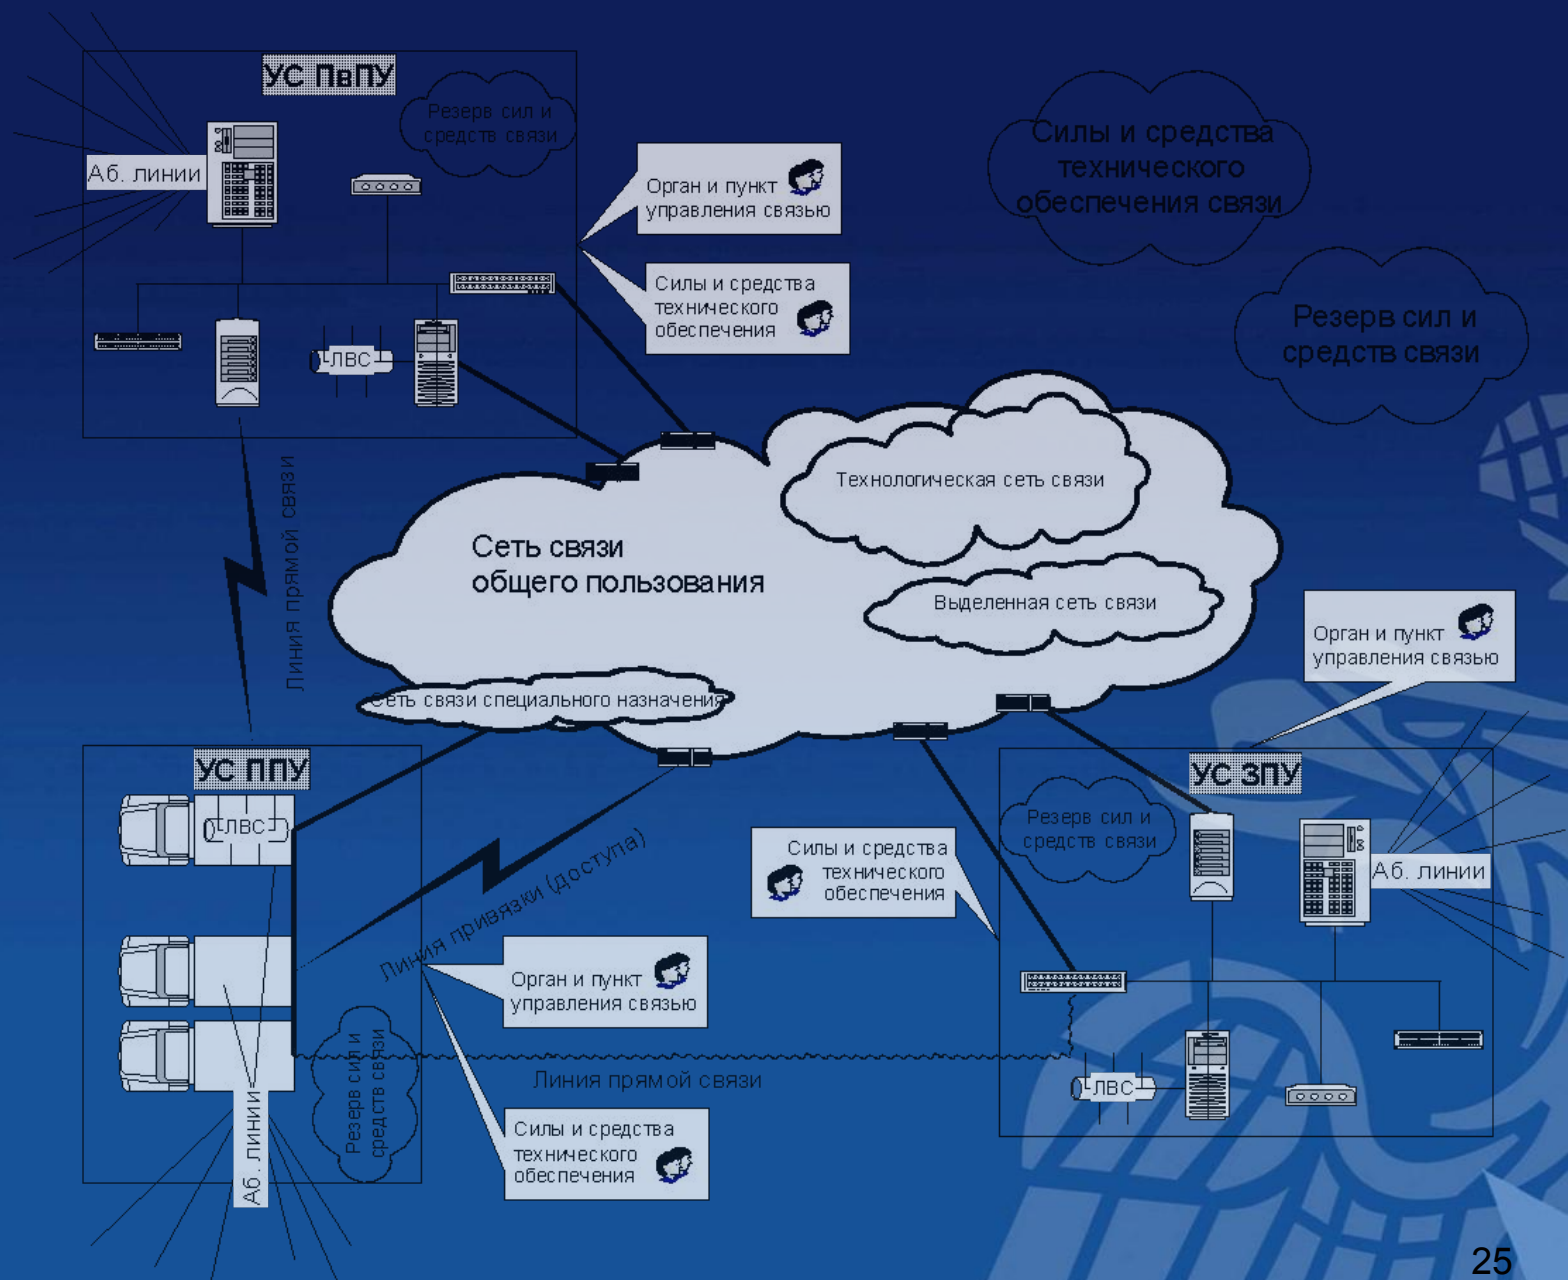 УС ПвПУ
Резерв сил и
средств связи
Аб. линии
ЛВС
Орган и пункт
управления связью
Силы и средства
технического
обеспечения
Силы и средства
технического
обеспечения связи
Резерв сил и
средств связи
Линия прямой связи
Технологическая сеть связи
Сеть связи
общего пользования
Выделенная сеть связи
Сеть связи специального назначения
Орган и пункт
управления связью
УС ППУ
ЛВС
Линия привязки (доступа)
Орган и пункт
управления связью
Резерв сил и
средств связи
Аб. линии
Линия прямой связи
Силы и средства
технического
обеспечения
УС ЗПУ
Резерв сил и
средств связи
Силы и средства
технического
обеспечения
Аб. линии
ЛВС
25